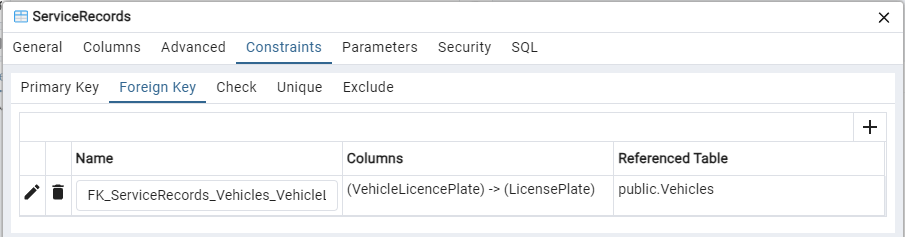 ServiceRecords
General Columns Advanced Constraints Parameters Security SQL
Primary Key Foreign Key Check Unique Exclude
Name Columns Referenced Table
FK_ServiceRecords_Vehicles_VehicleL (VehicleLicencePlate) -> (LicensePlate) public.Vehicles